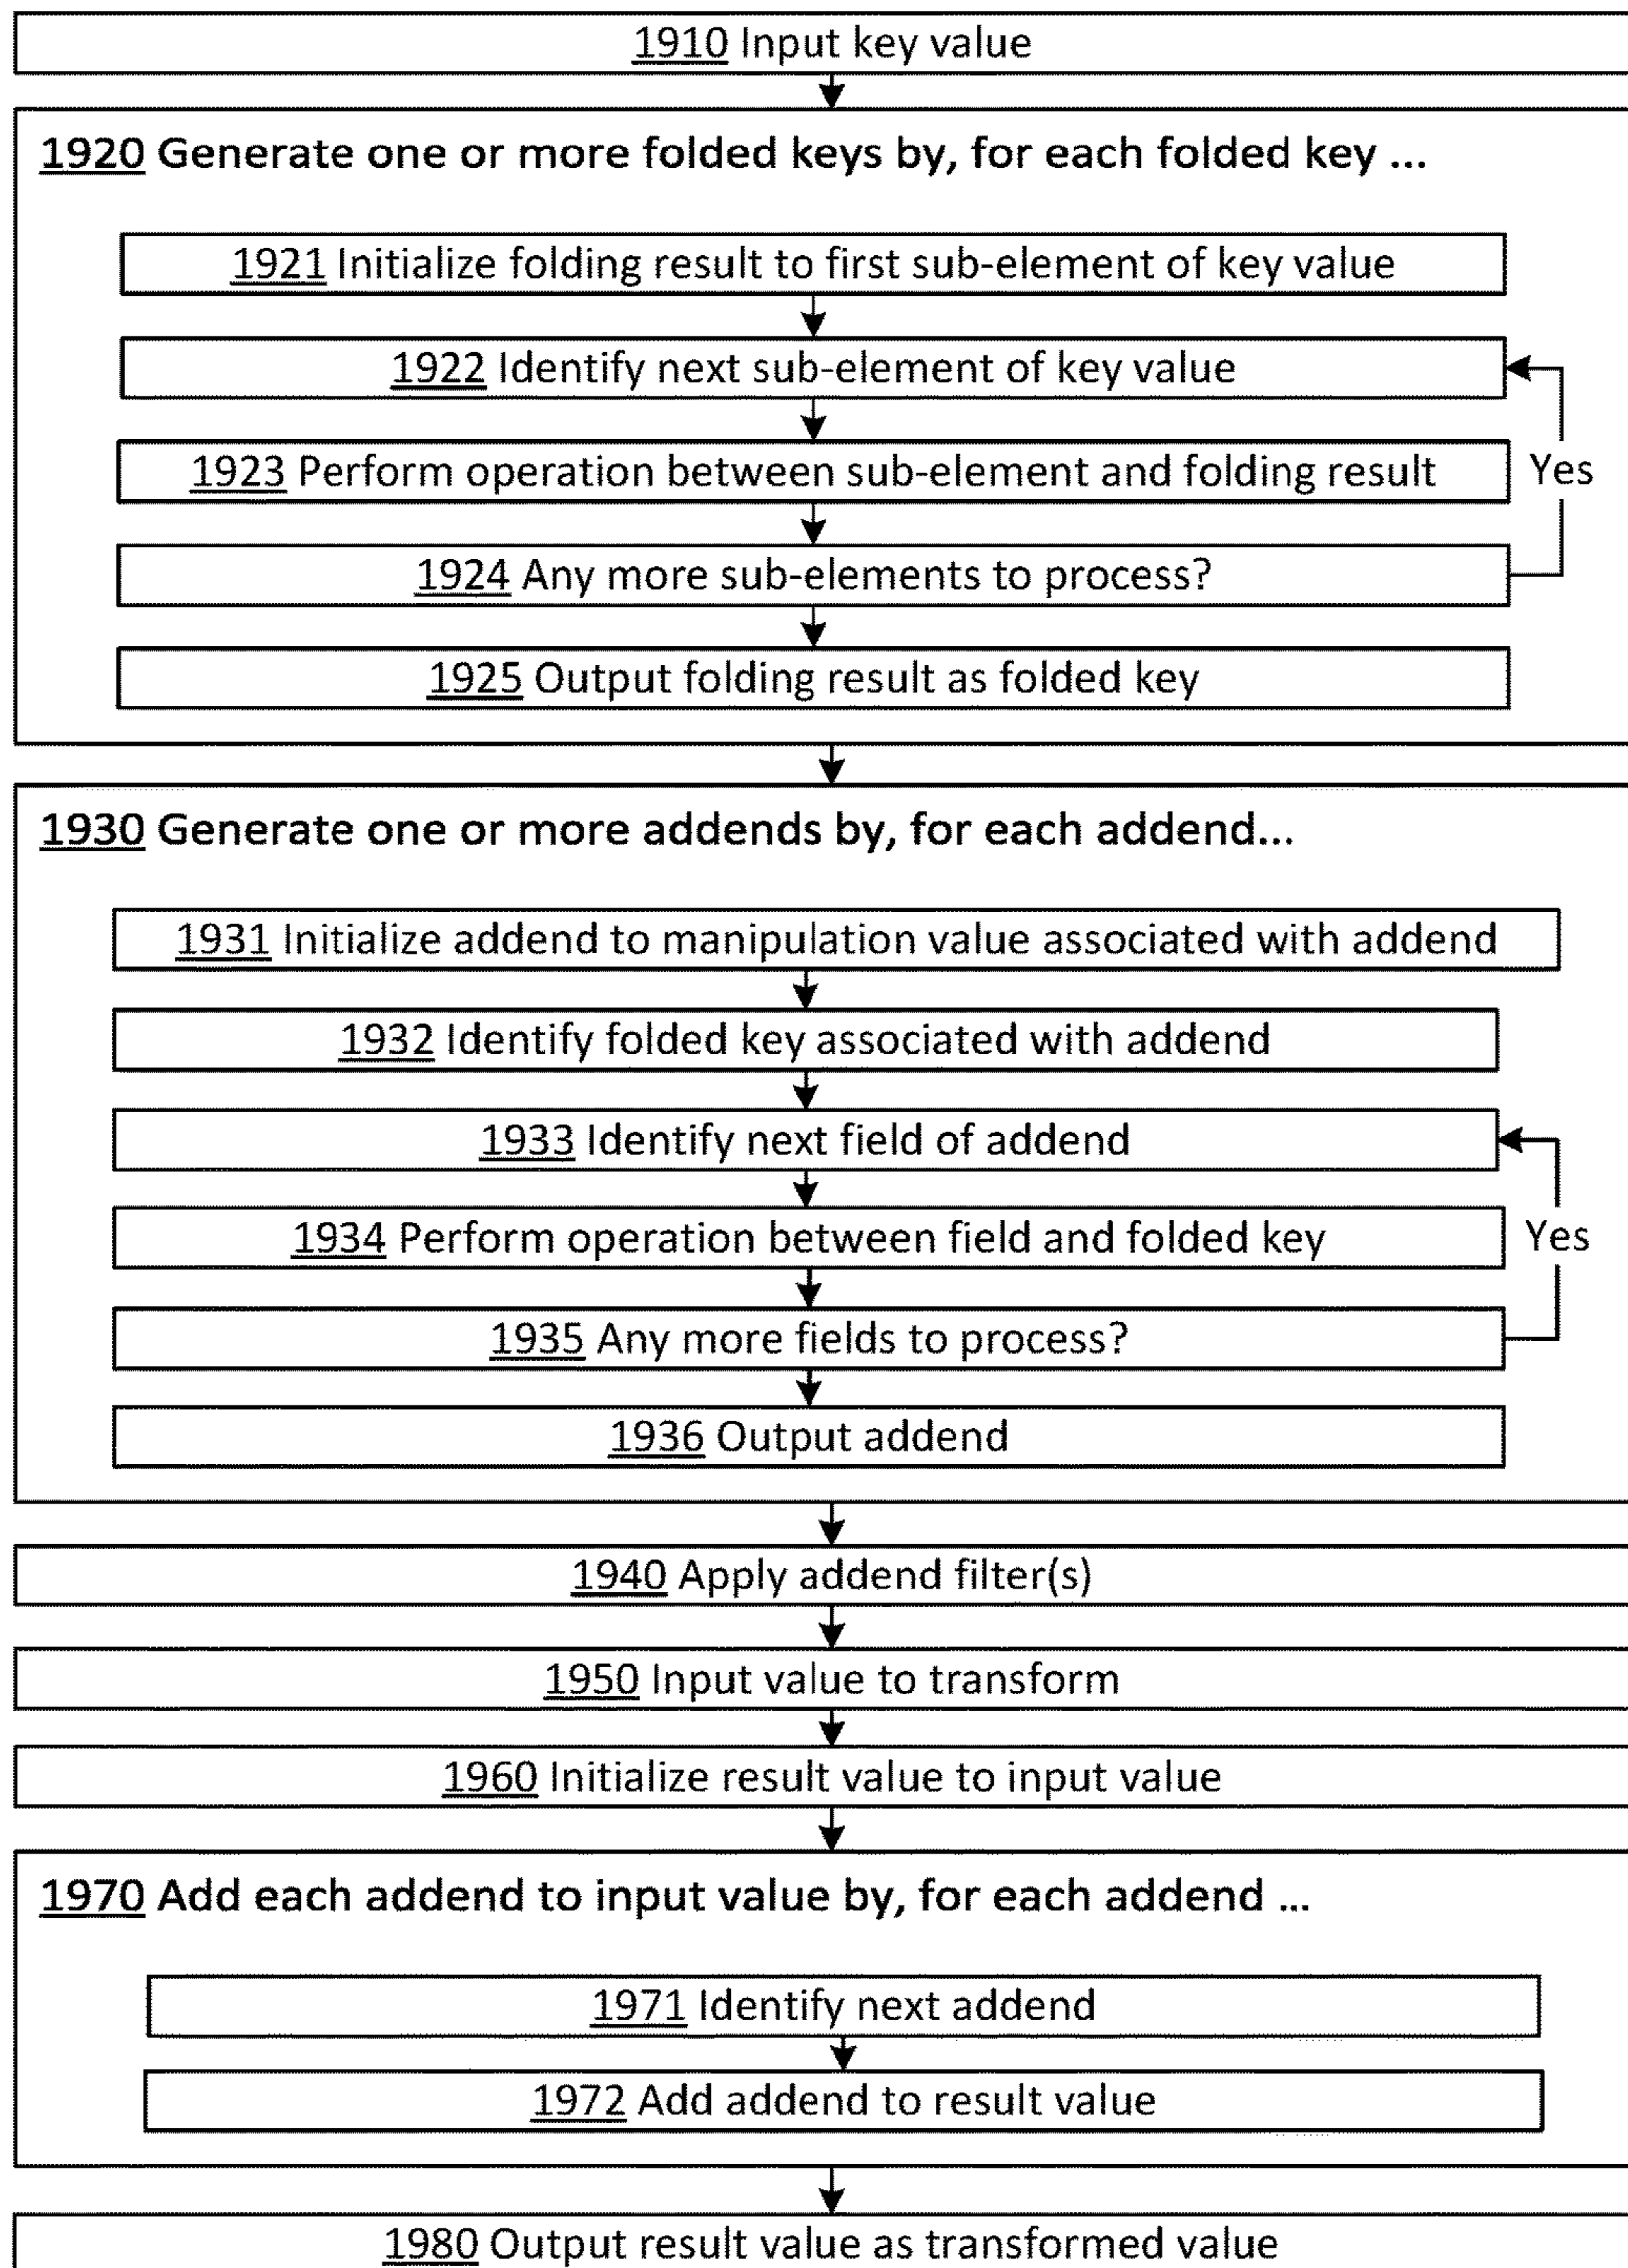 1910 Input key value
1920 Generate one or more folded keys by, for each folded key ...
1921 Initialize folding result to first sub-element of key value
1922 Identify next sub-element of key value
1923 Perform operation between sub-element and folding result
Yes
1924 Any more sub-elements to process?
1925 Output folding result as folded key
1930 Generate one or more addends by, for each addend...
1931 Initialize addend to manipulation value associated with addend
1932 Identify folded key associated with addend
1933 Identify next field of addend
1934 Perform operation between field and folded key
Yes
1935 Any more fields to process?
1936 Output addend
1940 Apply addend filter(s)
1950 Input value to transform
1960 Initialize result value to input value
1970 Add each addend to input value by, for each addend ...
1971 Identify next addend
1972 Add addend to result value
1980 Output result value as transformed value